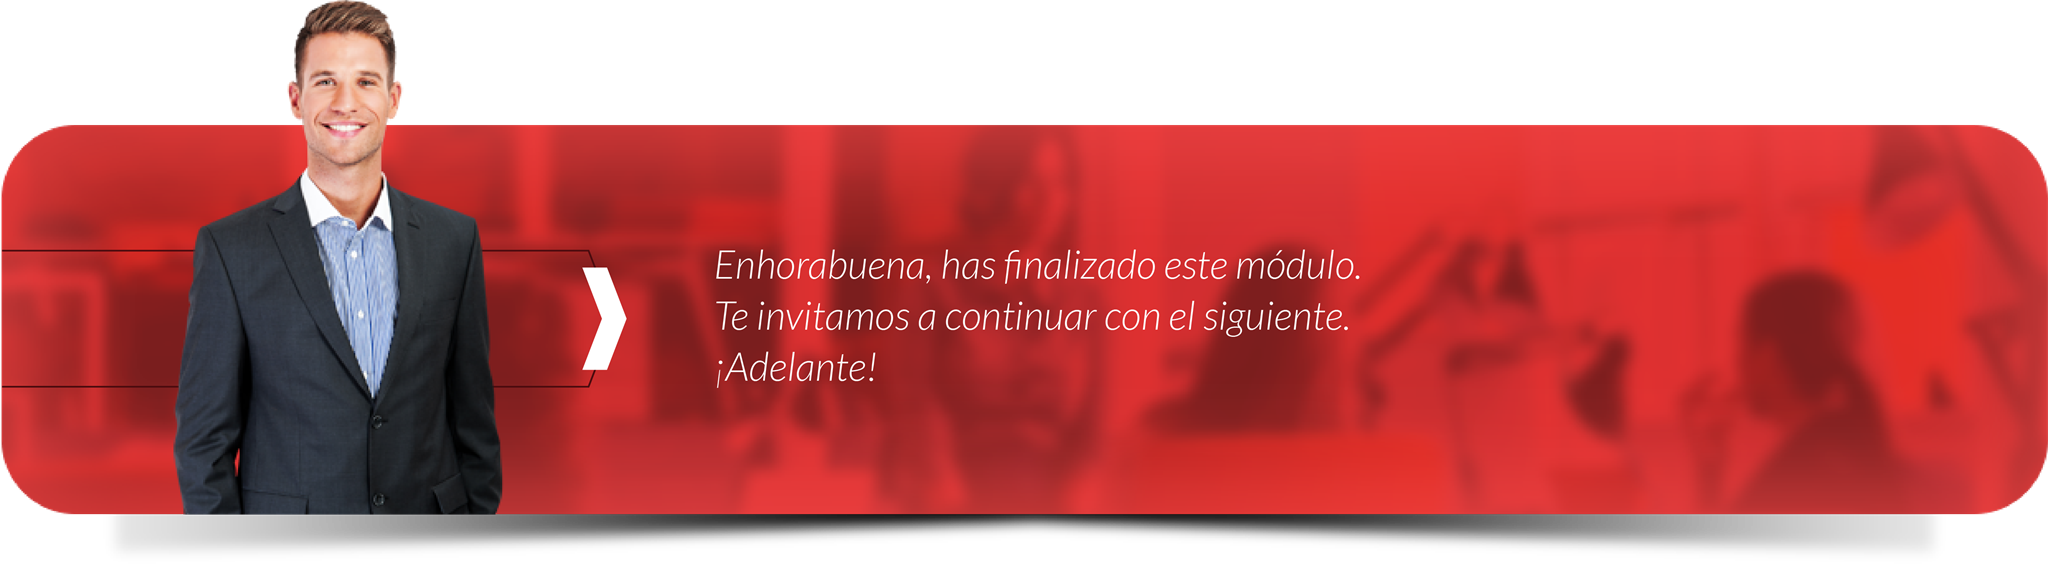 Enhorabuena, has finalizado este módulo.
Te invitamos a continuar con el siguiente.
¡Adelante!